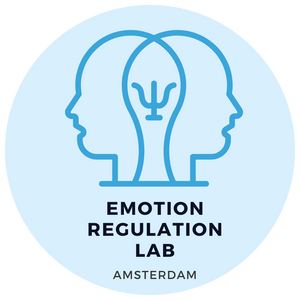 Ψ
EMOTION
REGULATION
LAB
AMSTERDAM